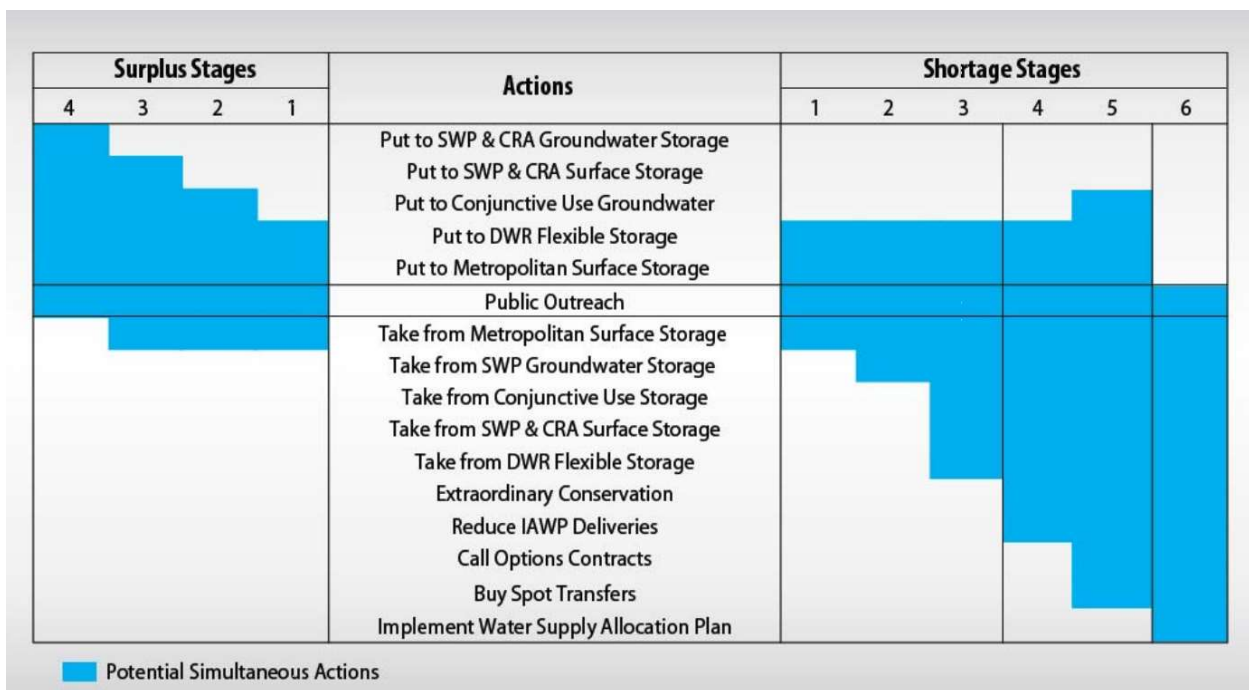 Surplus Stages
Actions
Shortage Stages
4 3 2 1
1 2 3 4 5 6
Put to SWP & CRA Groundwater Storage
Put to SWP & CRA Surface Storage
Put to Conjunctive Use Groundwater
Put to DWR Flexible Storage
Put to Metropolitan Surface Storage
Public Outreach
Take from Metropolitan Surface Storage
Take from SWP Groundwater Storage
Take from Conjunctive Use Storage
Take from SWP & CRA Surface Storage
Take from DWR Flexible Storage
Extraordinary Conservation
Reduce IAWP Deliveries
Call Options Contracts
Buy Spot Transfers
Implement Water Supply Allocation Plan
Potential Simultaneous Actions